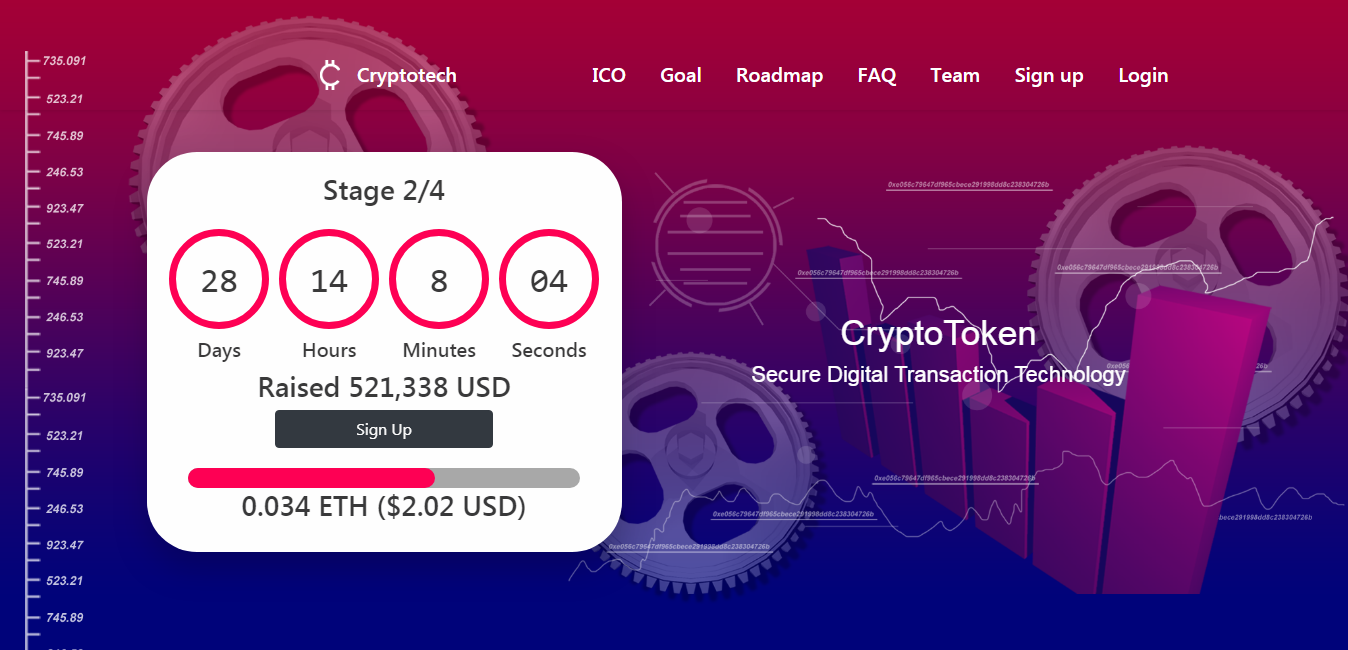 Cryptotech
ICO Goal Roadmap FAQ Team Sign up Login
735.091
523.21
745.89
246.53
923.47
523.21
745.89
246.53
923.47
735.091
523.21
745.89
246.53
923.47
523.21
745.89
Stage 2/4
28 14 8 04
Days Hours Minutes Seconds
Raised 521,338 USD
Sign Up
0.034 ETH ($2.02 USD)
0xe056c79647df965cbece291998dd8c238304726b
0xe056c79647df965cbece291998dd8c238304726b
0xe056c79647df965cbece291998dd8c238304726b
CryptoToken
Secure Digital Transaction Technology
0xe056c79647df965cbece291998dd8c238304726b
0xe056c79647df965cbece291998dd8c238304726b
bece291998dd8c238304726b
0xe056c79647df965cbece291998dd8c238304726b